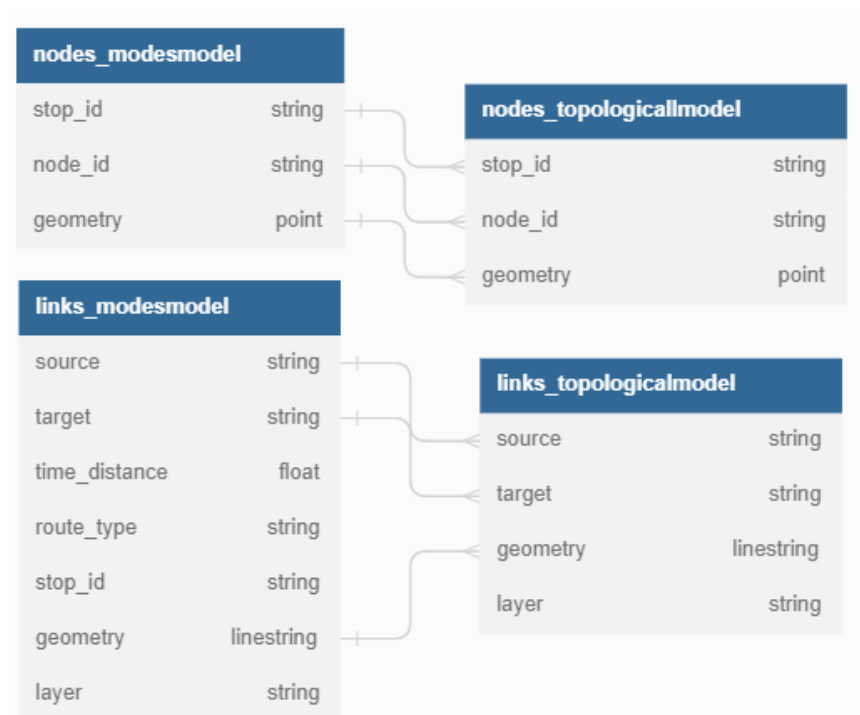 nodes_modesmodel
stop_id string
node_id string
geometry point
nodes_topologicallmodel
stop_id string
node_id string
geometry point
links_modesmodel
source string
target string
time_distance float
route_type string
stop_id string
geometry linestring
layer string
links_topologicalmodel
source string
target string
geometry linestring
layer string